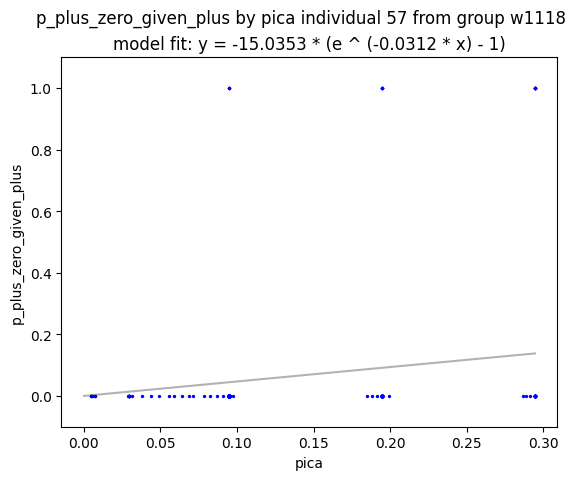 p_plus_zero_given_plus by pica individual 57 from group w1118
model fit: y = -15.0353 * (e ^ (-0.0312 * x) - 1)
p_plus_zero_given_plus
1.0
0.8
0.6
0.4
0.2
0.0
0.00 0.05 0.10 0.15 0.20 0.25 0.30
pica